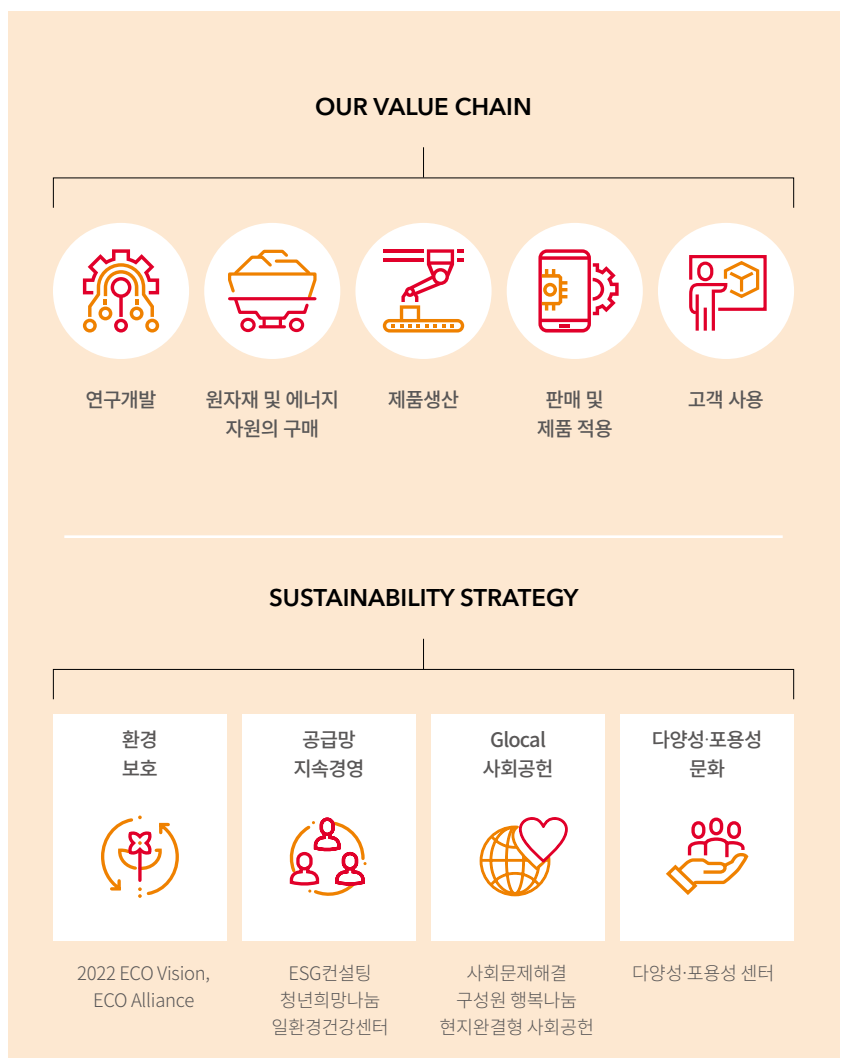 OUR VALUE CHAIN
연구개발
원자재 및 에너지
자원의 구매
제품생산
판매 및
제품 적용
고객 사용
SUSTAINABILITY STRATEGY
환경
보호
공급망
지속경영
Glocal
사회공헌
다양성·포용성
문화
2022 ECO Vision,
ECO Alliance
ESG컨설팅
청년희망나눔
일환경건강센터
사회문제해결
구성원 행복나눔
현지완결형 사회공헌
다양성·포용성 센터